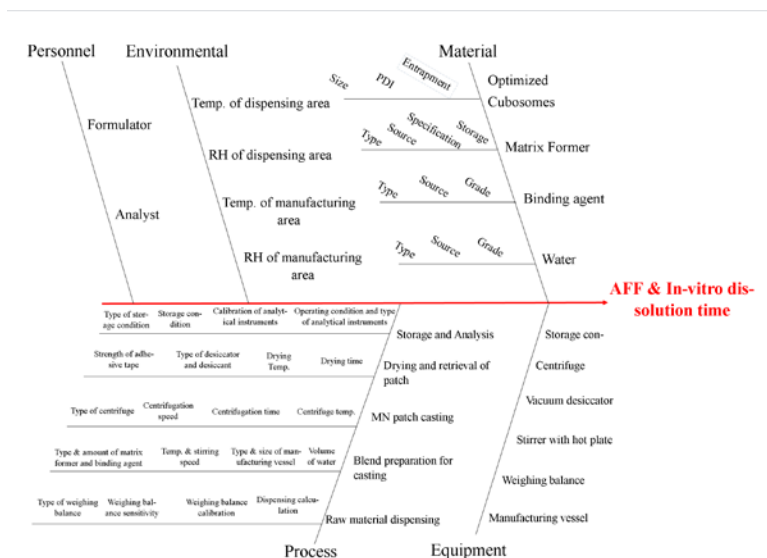 Personnel
Environmental
Material
Formulator
Analyst
Temp. of dispensing area
RH of dispensing area
Temp. of manufacturing
area
RH of manufacturing
area
Size
PDI
Entrapment
Optimized
Cubosomes
Type
Source
Specification
Storage
Matrix Former
Type
Source
Grade
Binding agent
Type
Source
Grade
Water
AFF & In-vitro dis-
solution time
Type of stor-
age condition
Storage con-
dition
Calibration of analyt-
ical instruments
Operating condition and type
of analytical instruments
Storage and Analysis
Strength of adhe-
sive tape
Type of desiccator
and desiccant
Drying
Temp.
Drying time
Drying and retrieval of
patch
Type of centrifuge
Centrifugation
speed
Centrifugation time
Centrifuge temp.
MN patch casting
Type & amount of matrix
former and binding agent
Temp. & stirring
speed
Type & size of man-
ufacturing vessel
Volume
of water
Blend preparation for
casting
Type of weighing
balance
Weighing bal-
ance sensitivity
Weighing balance
calibration
Dispensing calcu-
lation
Raw material dispensing
Process
Storage con-
Centrifuge
Vacuum desiccator
Stirrer with hot plate
Weighing balance
Manufacturing vessel
Equipment